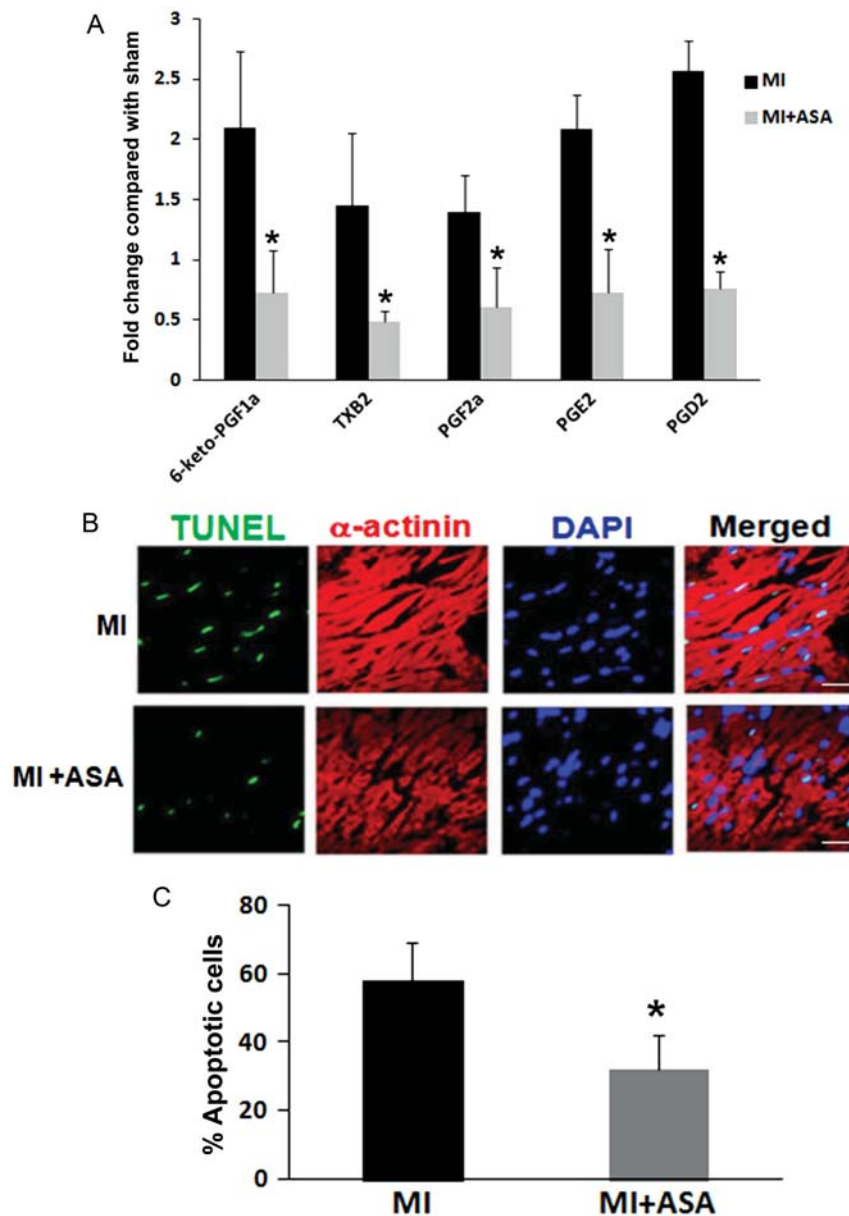 A
Fold change compared with sham
3
2.5
2
1.5
1
0.5
0
MI
MI+ASA
* * * * *
6-keto-PGF1a
TXB2
PGF2a
PGE2
PGD2
B
TUNEL α-actinin DAPI Merged
MI
MI +ASA
C
% Apoptotic cells
80
60
40
20
0
*
MI MI+ASA